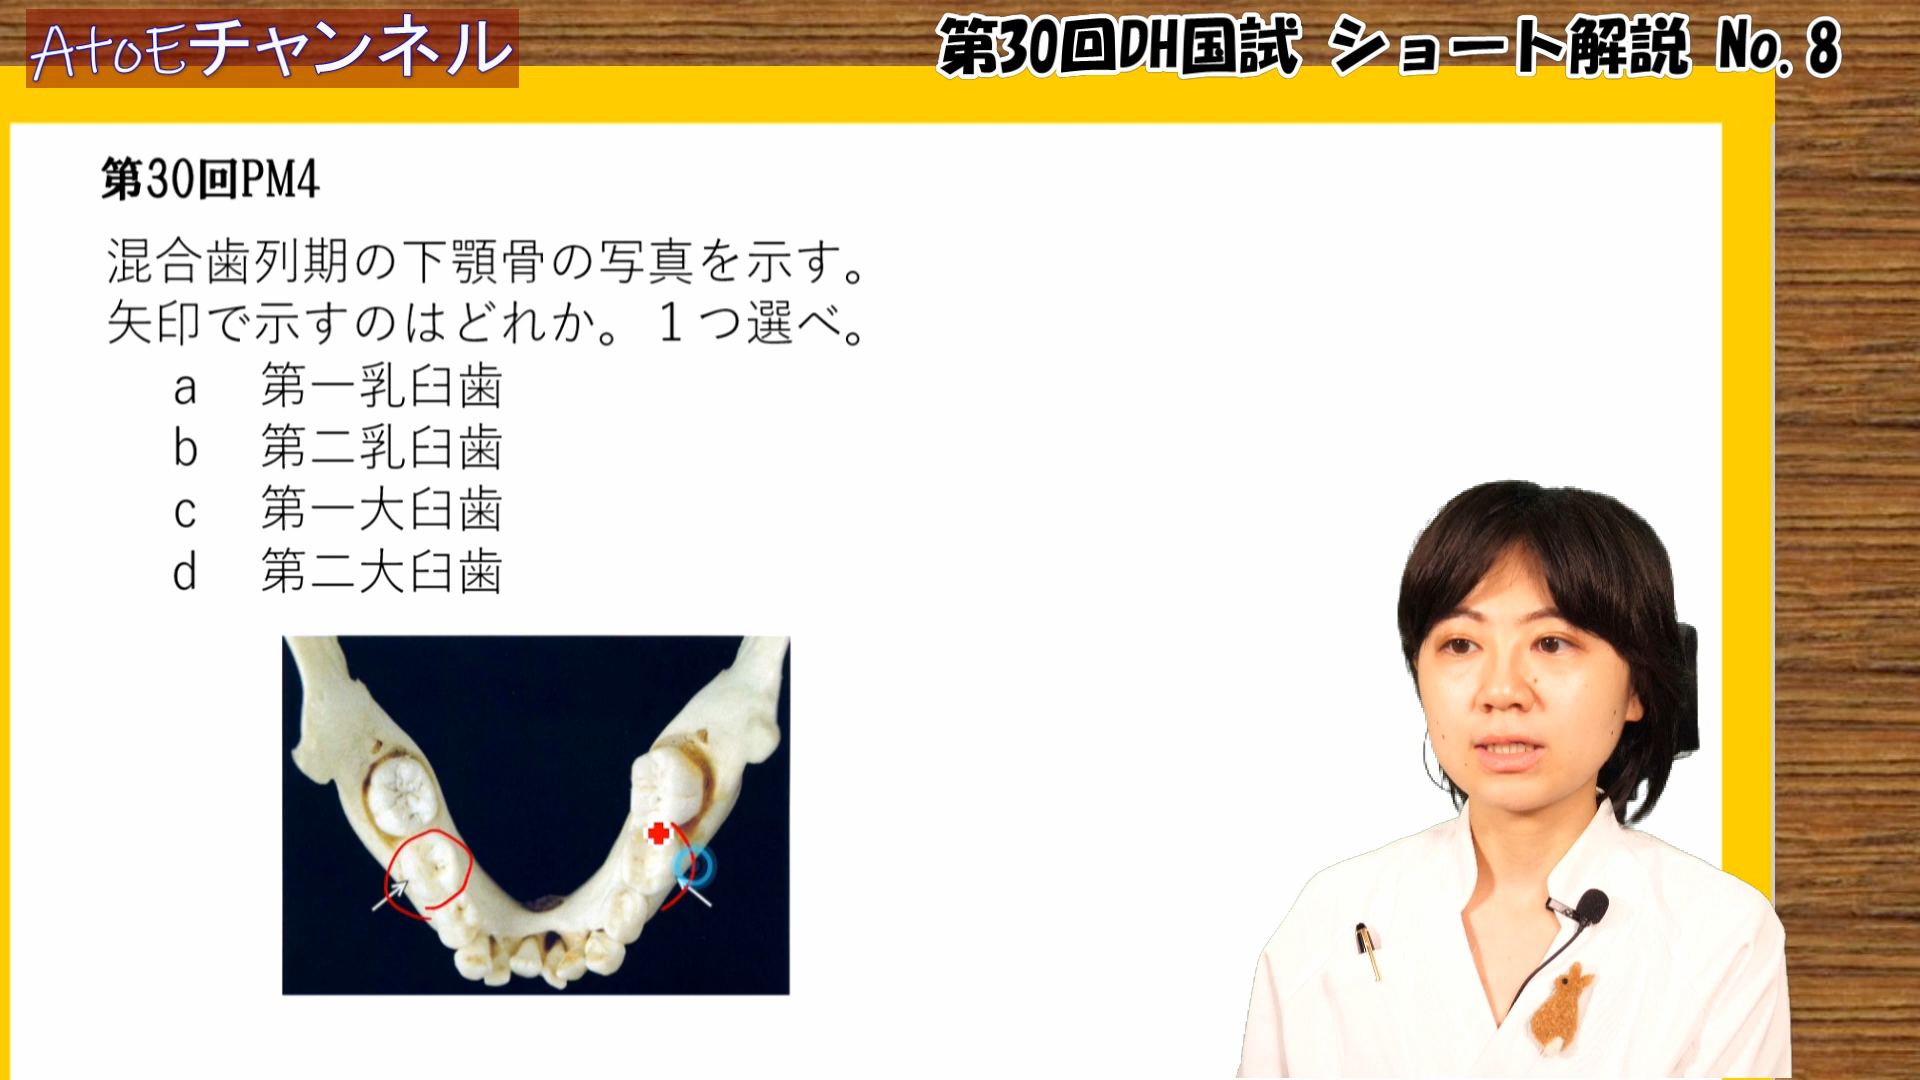 AtoEチャンネル
第30回DH国試 ショート解説 No.8
第30回PM4
混合歯列期の下顎骨の写真を示す。
矢印で示すのはどれか。１つ選べ。
a 第一乳臼歯
b 第二乳臼歯
c 第一大臼歯
d 第二大臼歯